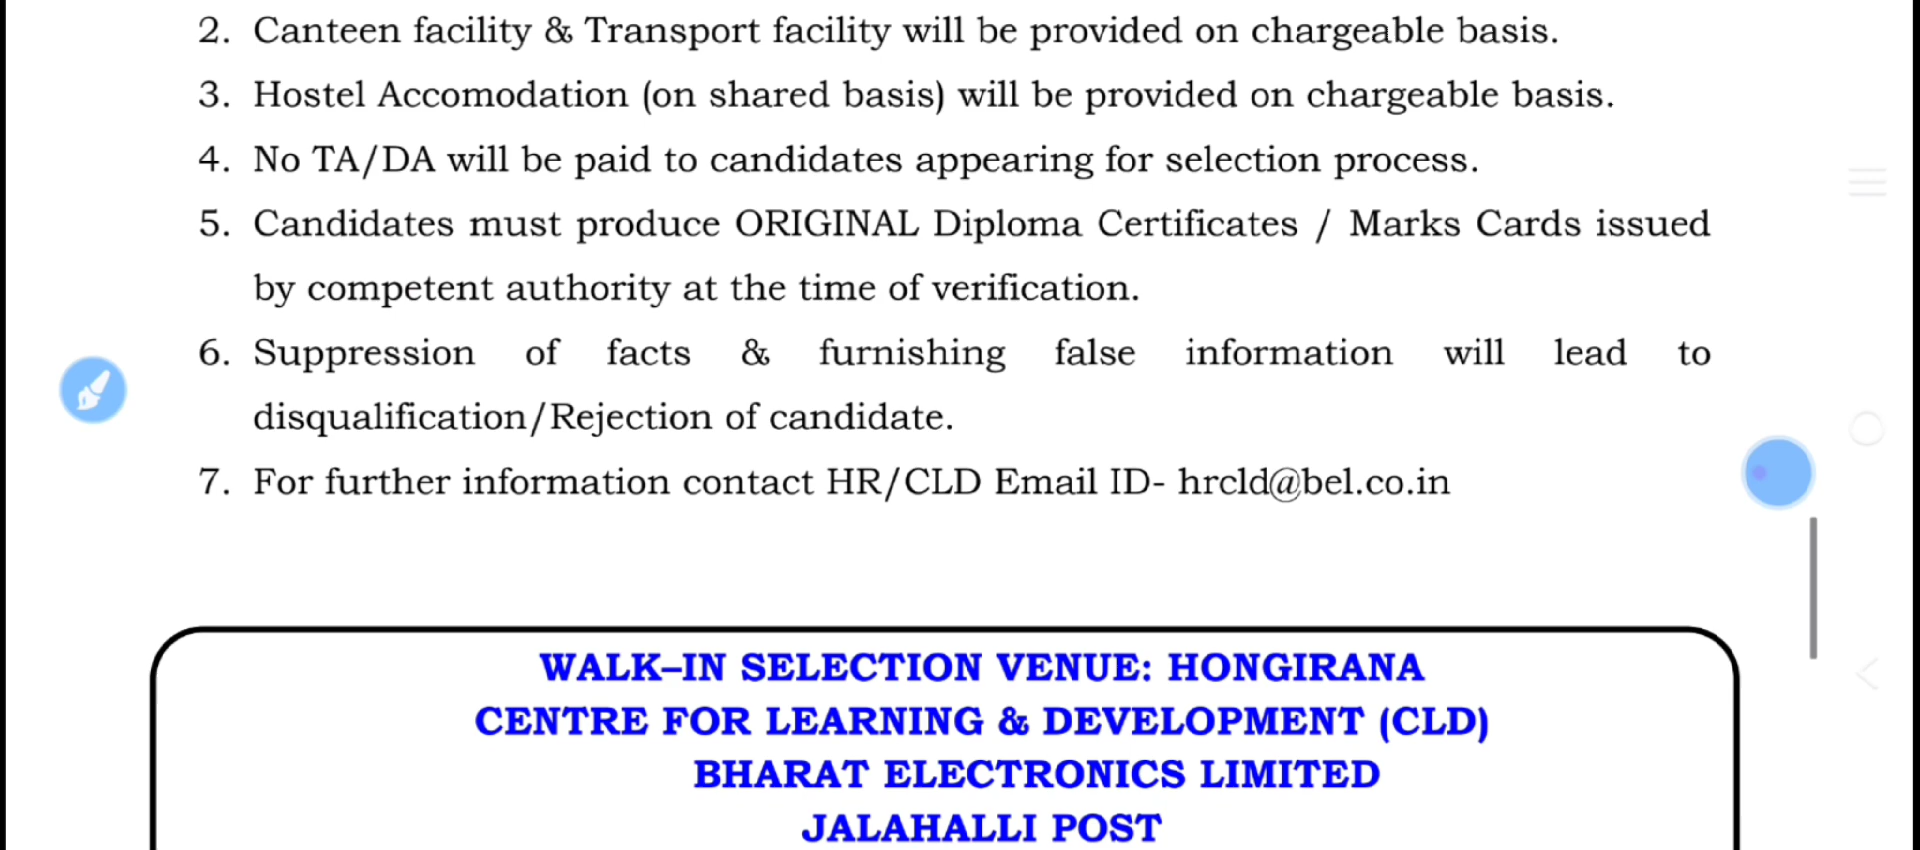 2. Canteen facility & Transport facility will be provided on chargeable basis.
3. Hostel Accomodation (on shared basis) will be provided on chargeable basis.
4. No TA/DA will be paid to candidates appearing for selection process.
5. Candidates must produce ORIGINAL Diploma Certificates / Marks Cards issued
by competent authority at the time of verification.
6. Suppression of facts & furnishing false information will lead to
disqualification/Rejection of candidate.
7. For further information contact HR/CLD Email ID- hrcld@bel.co.in
WALK–IN SELECTION VENUE: HONGIRANA
CENTRE FOR LEARNING & DEVELOPMENT (CLD)
BHARAT ELECTRONICS LIMITED
JALAHALLI POST